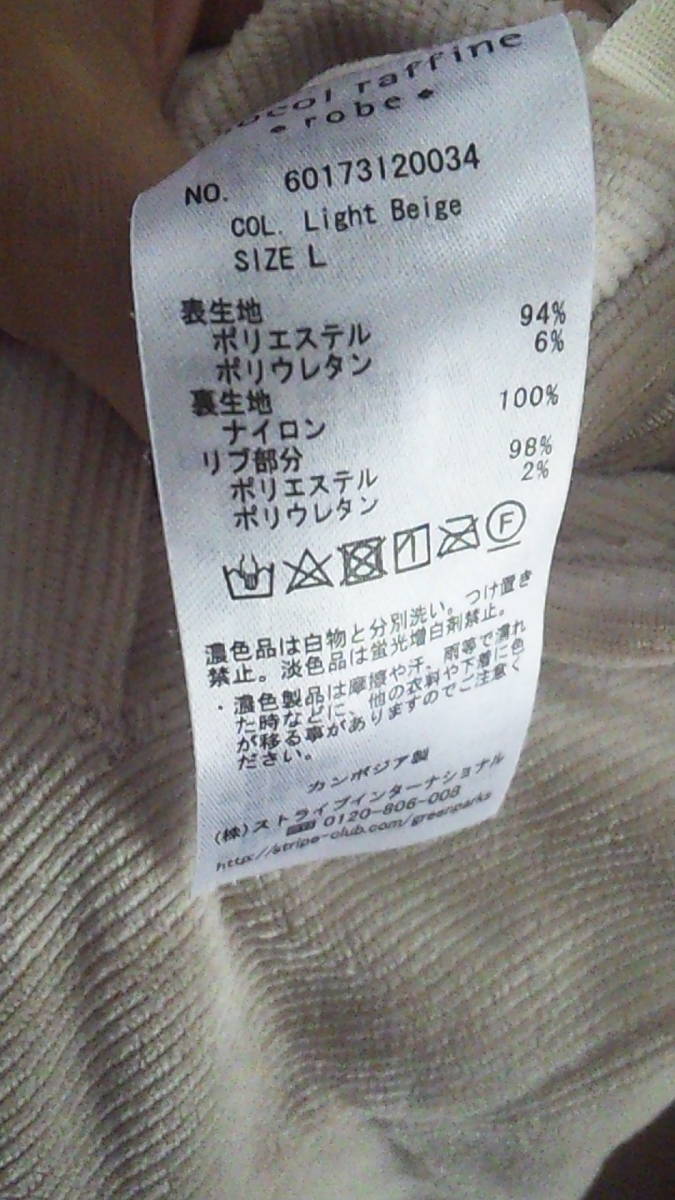 raffine
robe
NO. 60173120034
COL. Light Beige
SIZE L
表生地
ポリエステル 94%
ポリウレタン 6%
裏生地
ナイロン 100%
リブ部分
ポリエステル 98%
ポリウレタン 2%
F
濃色品は白物と分別洗い。つけ置き
禁止。淡色品は蛍光増白剤禁止。
・濃色製品は摩擦や汗、雨等で濡れ
た時などに、他の衣料や下着に色
が移る事がありますのでご注意く
ださい。
カンボジア製
(株)ストライプインターナショナル
0120-806-008
http://stripe-club.com/greenparks